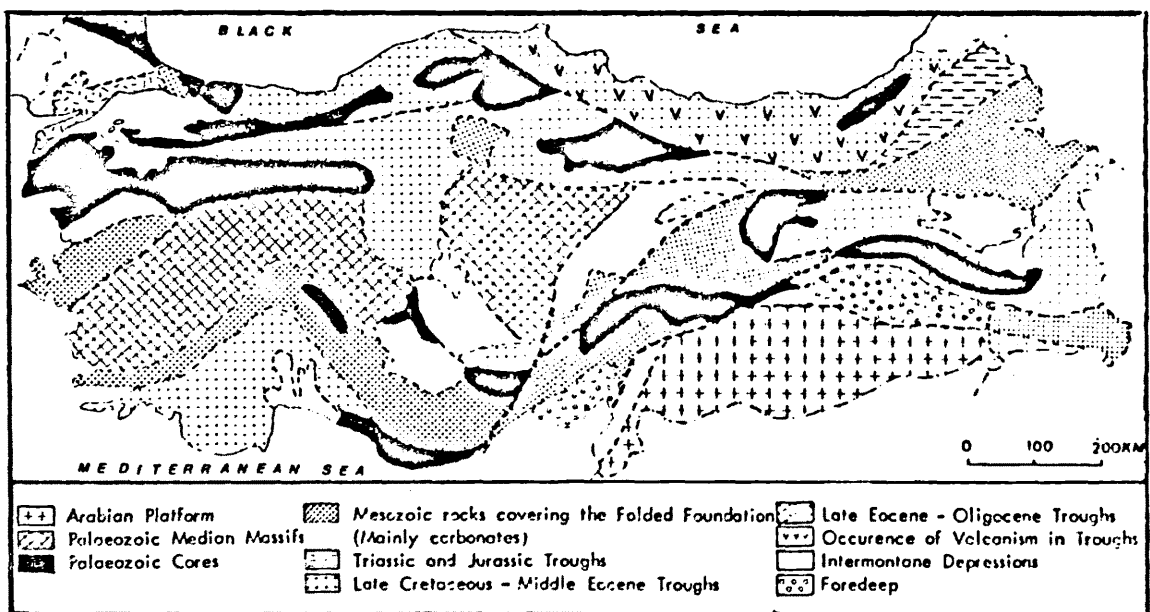 BLACK SEA
MEDITERRANEAN SEA
0 100 200KM
Arabian Platform
Palaeozoic Median Massifs
Palaeozoic Cores
Mesozoic rocks covering the Folded Foundation
(Mainly carbonates)
Triassic and Jurassic Troughs
Late Cretaceous - Middle Eocene Troughs
Late Eocene - Oligocene Troughs
Occurence of Volcanism in Troughs
Intermontane Depressions
Foredeep